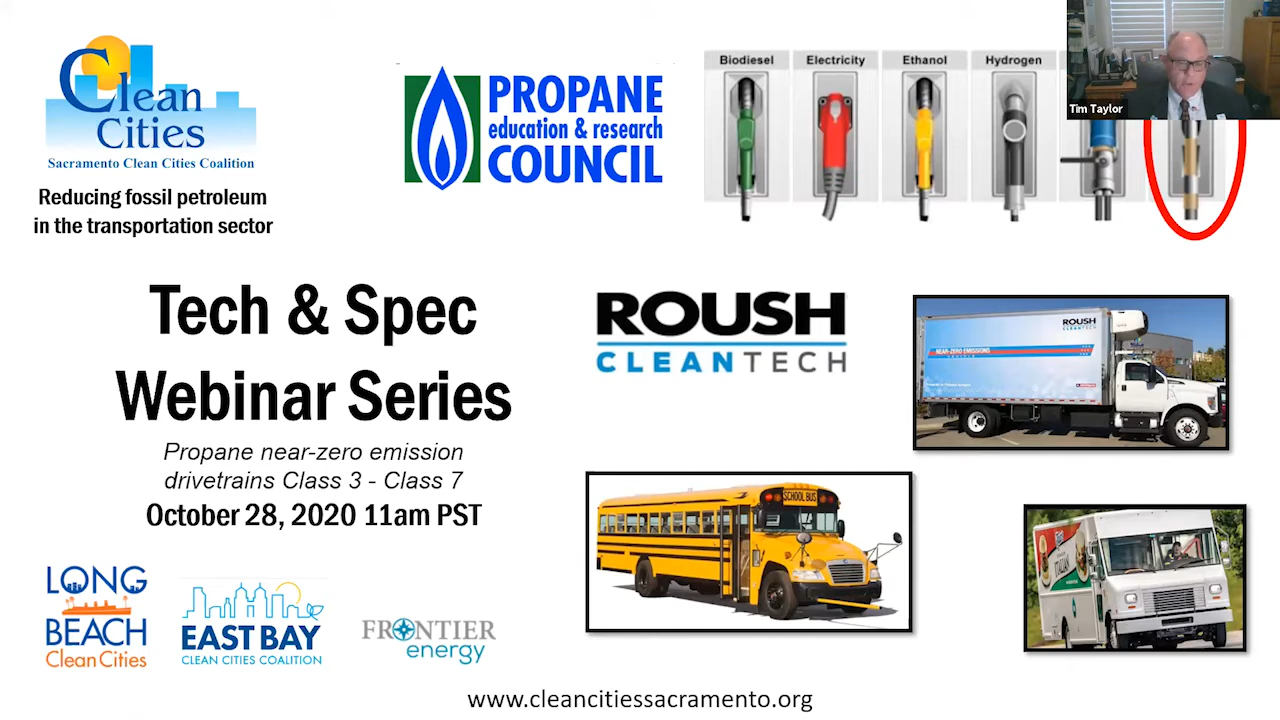 Clean
Cities
Sacramento Clean Cities Coalition
Reducing fossil petroleum
in the transportation sector
PROPANE
education & research
COUNCIL
Biodiesel
Electricity
Ethanol
Hydrogen
Tim Taylor
Tech & Spec
Webinar Series
Propane near-zero emission
drivetrains Class 3 - Class 7
October 28, 2020 11am PST
ROUSH
CLEANTECH
ROUSH
CLEANTECH
NEAR-ZERO EMISSIONS
SCHOOL BUS
LONG
BEACH
Clean Cities
EAST BAY
CLEAN CITIES COALITION
FRONTIER
energy
www.cleancitiessacramento.org